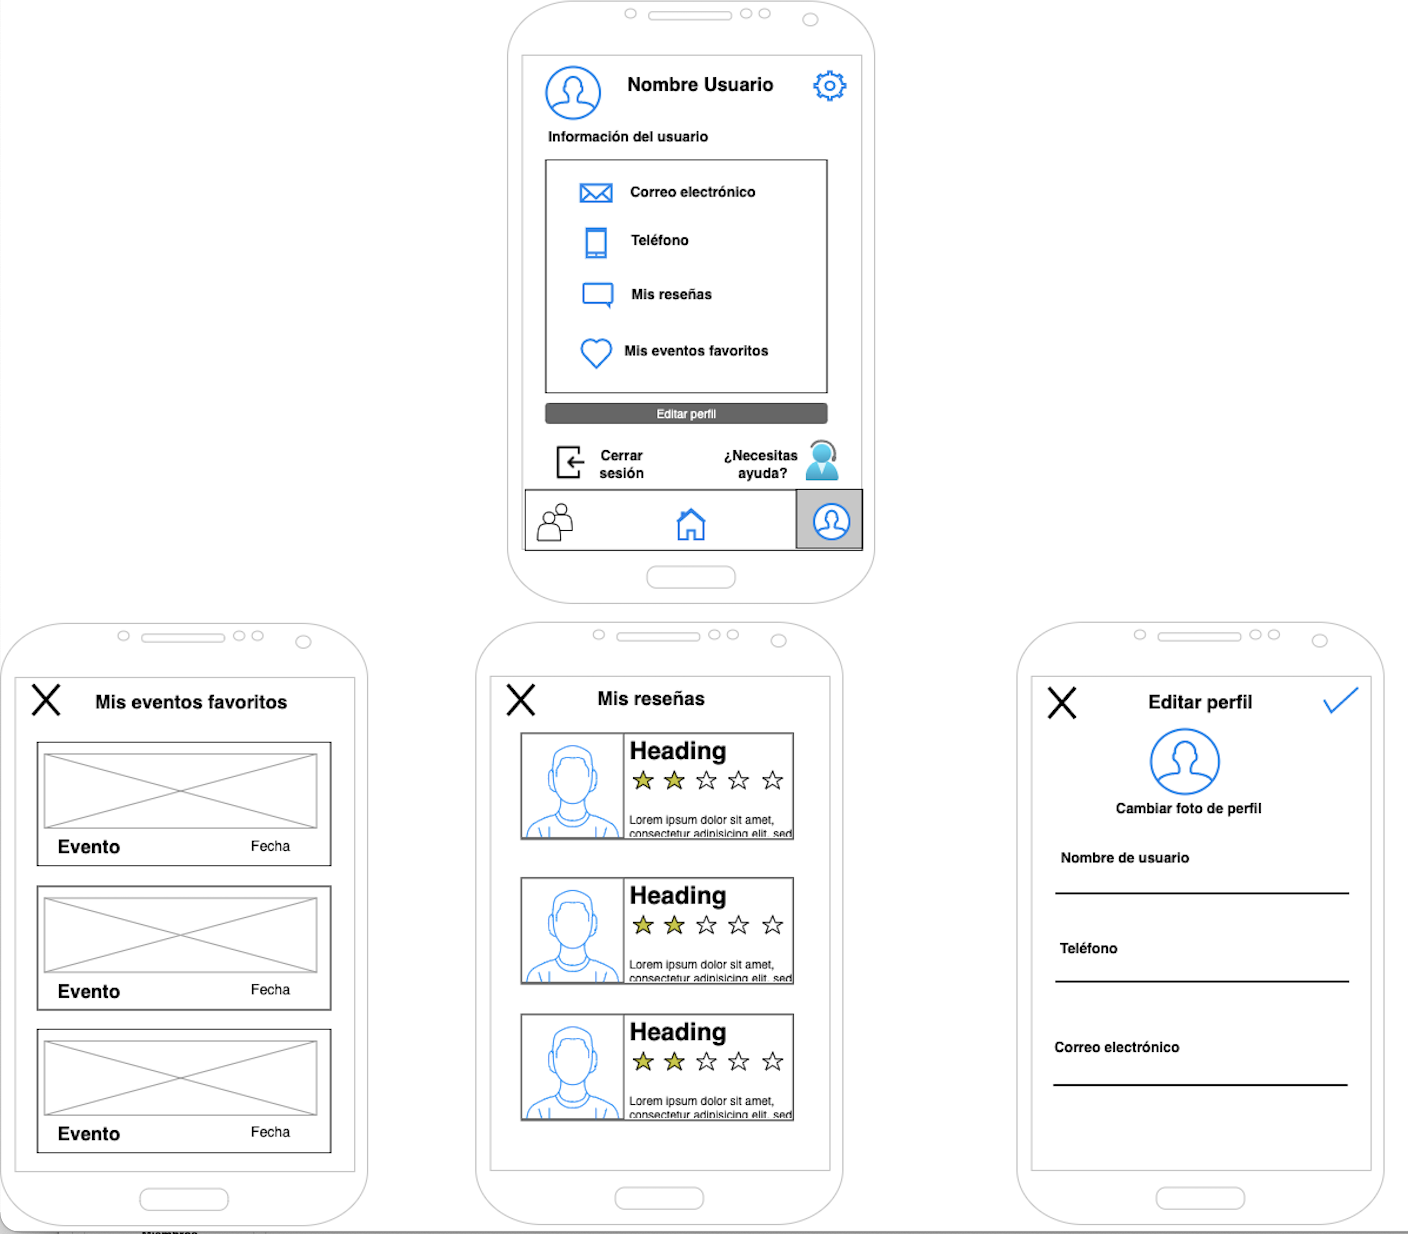 Nombre Usuario
Información del usuario
Correo electrónico
Teléfono
Mis reseñas
Mis eventos favoritos
Editar perfil
Cerrar
sesión
¿Necesitas
ayuda?
Mis eventos favoritos
Evento Fecha
Evento Fecha
Evento Fecha
Mis reseñas
Heading
Lorem ipsum dolor sit amet,
consectetur adipisicing elit, sed
Heading
Lorem ipsum dolor sit amet,
consectetur adipisicing elit, sed
Heading
Lorem ipsum dolor sit amet,
consectetur adipisicing elit, sed
Editar perfil
Cambiar foto de perfil
Nombre de usuario
Teléfono
Correo electrónico